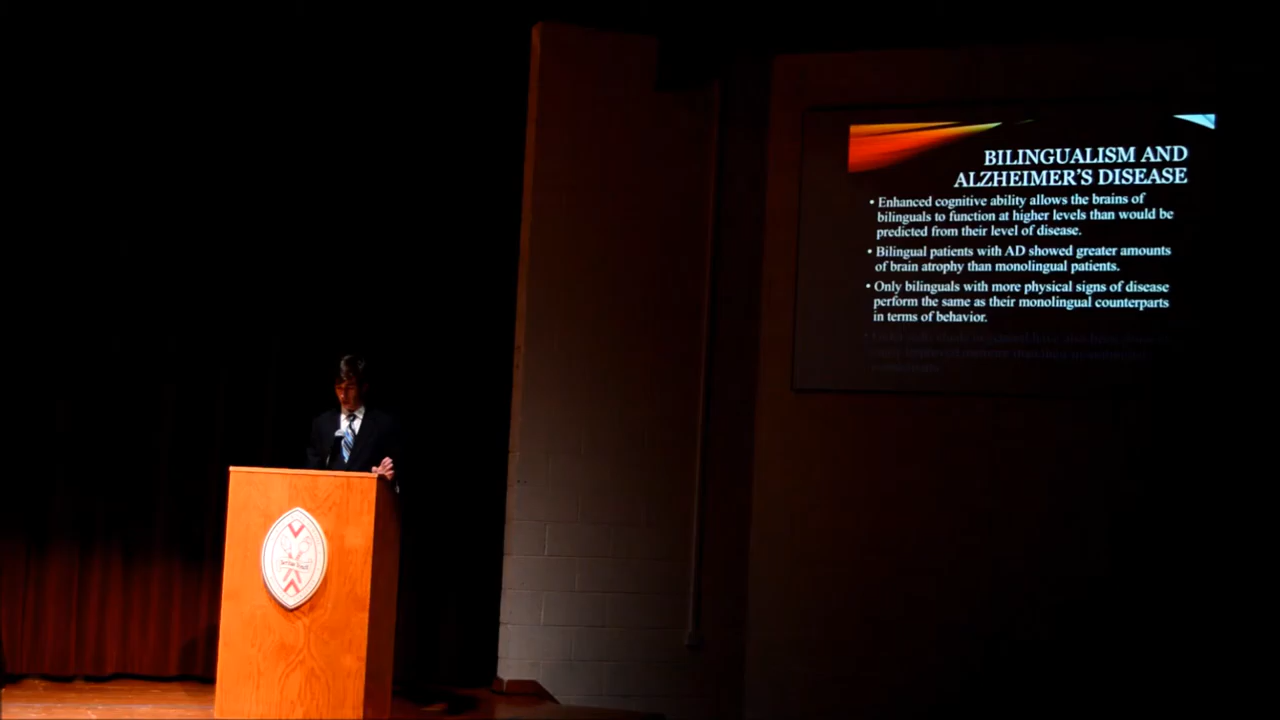 BILINGUALISM AND
ALZHEIMER'S DISEASE
• Enhanced cognitive ability allows the brains of
bilinguals to function at higher levels than would be
predicted from their level of disease.
• Bilingual patients with AD showed greater amounts
of brain atrophy than monolingual patients.
• Only bilinguals with more physical signs of disease
perform the same as their monolingual counterparts
in terms of behavior.